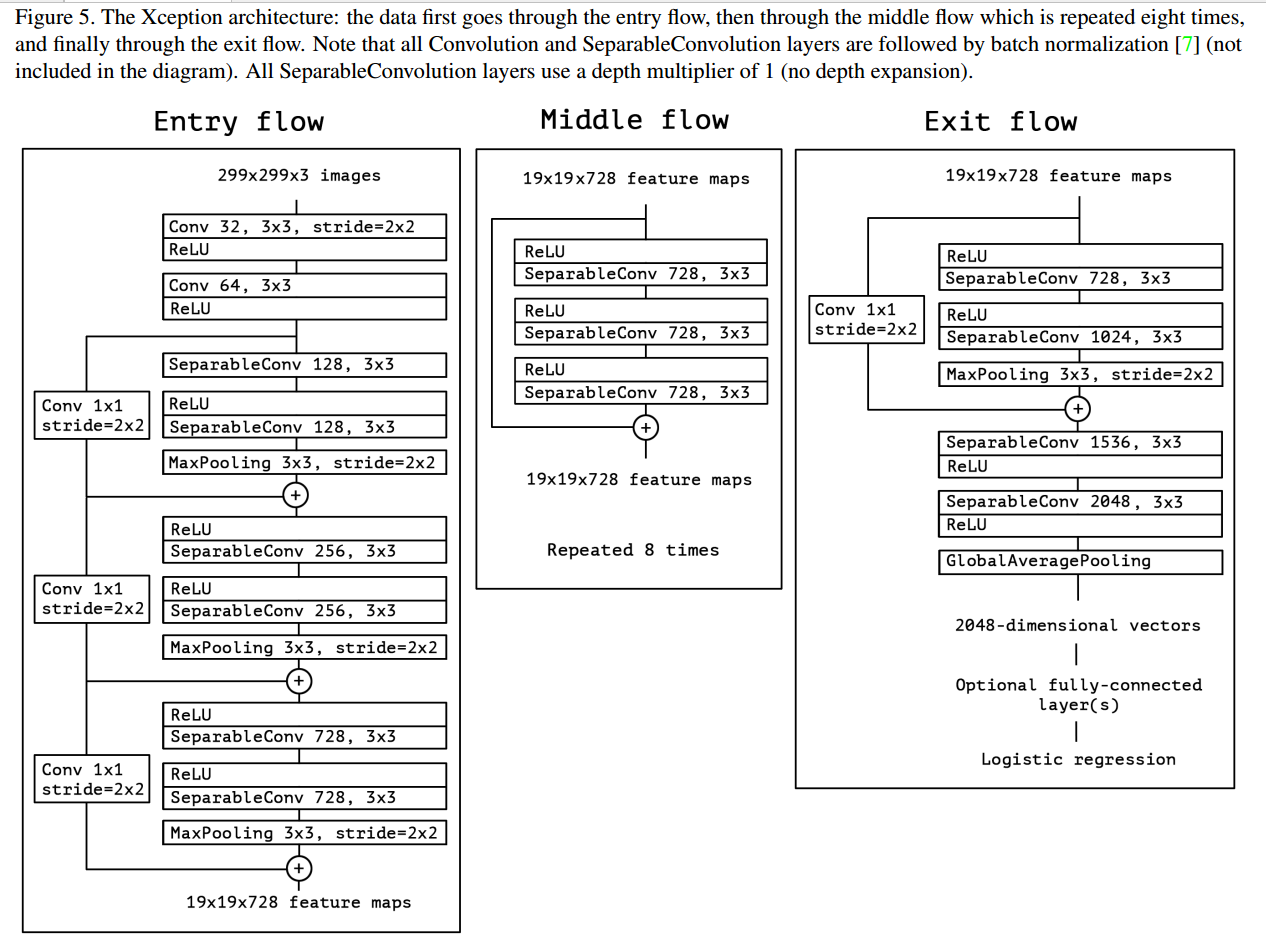 Figure 5. The Xception architecture: the data first goes through the entry flow, then through the middle flow which is repeated eight times,
and finally through the exit flow. Note that all Convolution and SeparableConvolution layers are followed by batch normalization [7] (not
included in the diagram). All SeparableConvolution layers use a depth multiplier of 1 (no depth expansion).
Entry flow
299x299x3 images
Conv 32, 3x3, stride=2x2
ReLU
Conv 64, 3x3
ReLU
SeparableConv 128, 3x3
Conv 1x1
stride=2x2
ReLU
SeparableConv 128, 3x3
MaxPooling 3x3, stride=2x2
+
ReLU
SeparableConv 256, 3x3
Conv 1x1
stride=2x2
ReLU
SeparableConv 256, 3x3
MaxPooling 3x3, stride=2x2
+
ReLU
SeparableConv 728, 3x3
Conv 1x1
stride=2x2
ReLU
SeparableConv 728, 3x3
MaxPooling 3x3, stride=2x2
+
19x19x728 feature maps
Middle flow
19x19x728 feature maps
ReLU
SeparableConv 728, 3x3
ReLU
SeparableConv 728, 3x3
ReLU
SeparableConv 728, 3x3
+
19x19x728 feature maps
Repeated 8 times
Exit flow
19x19x728 feature maps
ReLU
SeparableConv 728, 3x3
Conv 1x1
stride=2x2
ReLU
SeparableConv 1024, 3x3
MaxPooling 3x3, stride=2x2
+
SeparableConv 1536, 3x3
ReLU
SeparableConv 2048, 3x3
ReLU
GlobalAveragePooling
2048-dimensional vectors
Optional fully-connected
layer(s)
Logistic regression